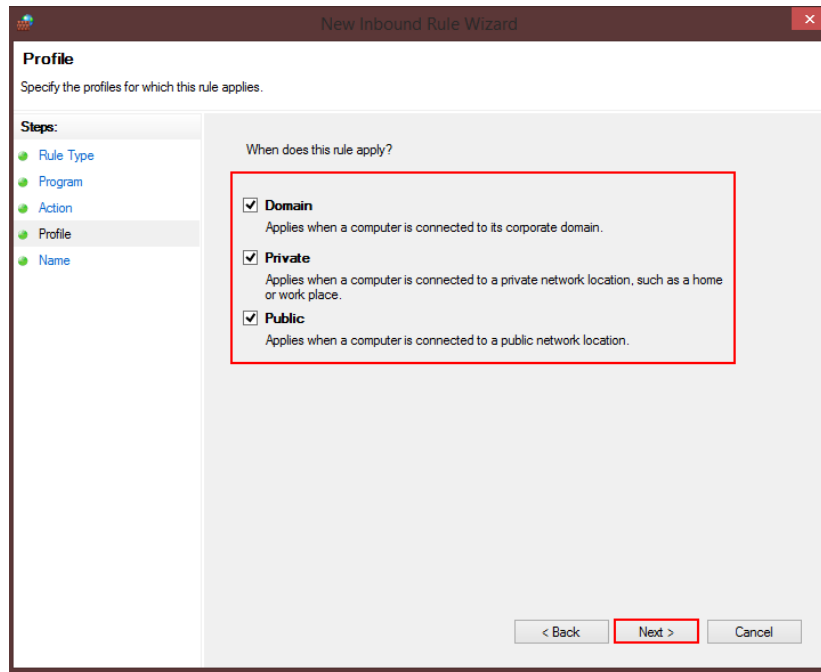 New Inbound Rule Wizard
Profile
Specify the profiles for which this rule applies.
Steps:
Rule Type
Program
Action
Profile
Name
When does this rule apply?
Domain
Applies when a computer is connected to its corporate domain.
Private
Applies when a computer is connected to a private network location, such as a home
or work place.
Public
Applies when a computer is connected to a public network location.
< Back
Next >
Cancel